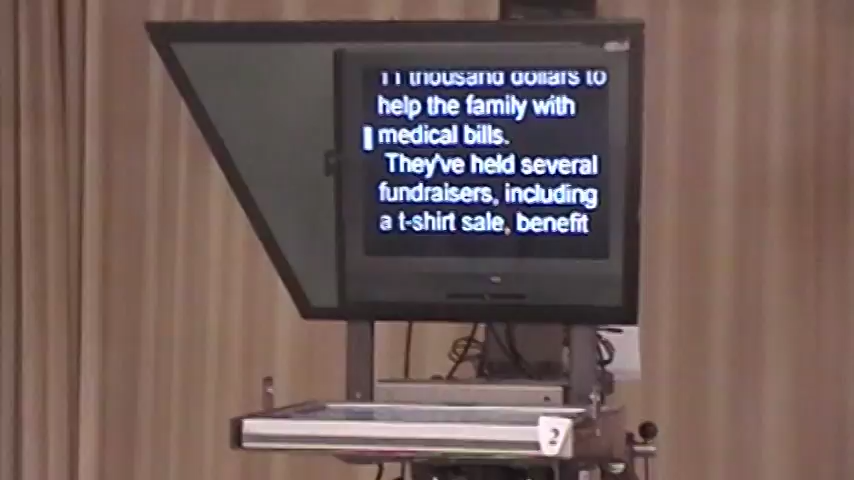 11 thousand dollars to
help the family with
medical bills.
They've held several
fundraisers, including
a t-shirt sale, benefit
2